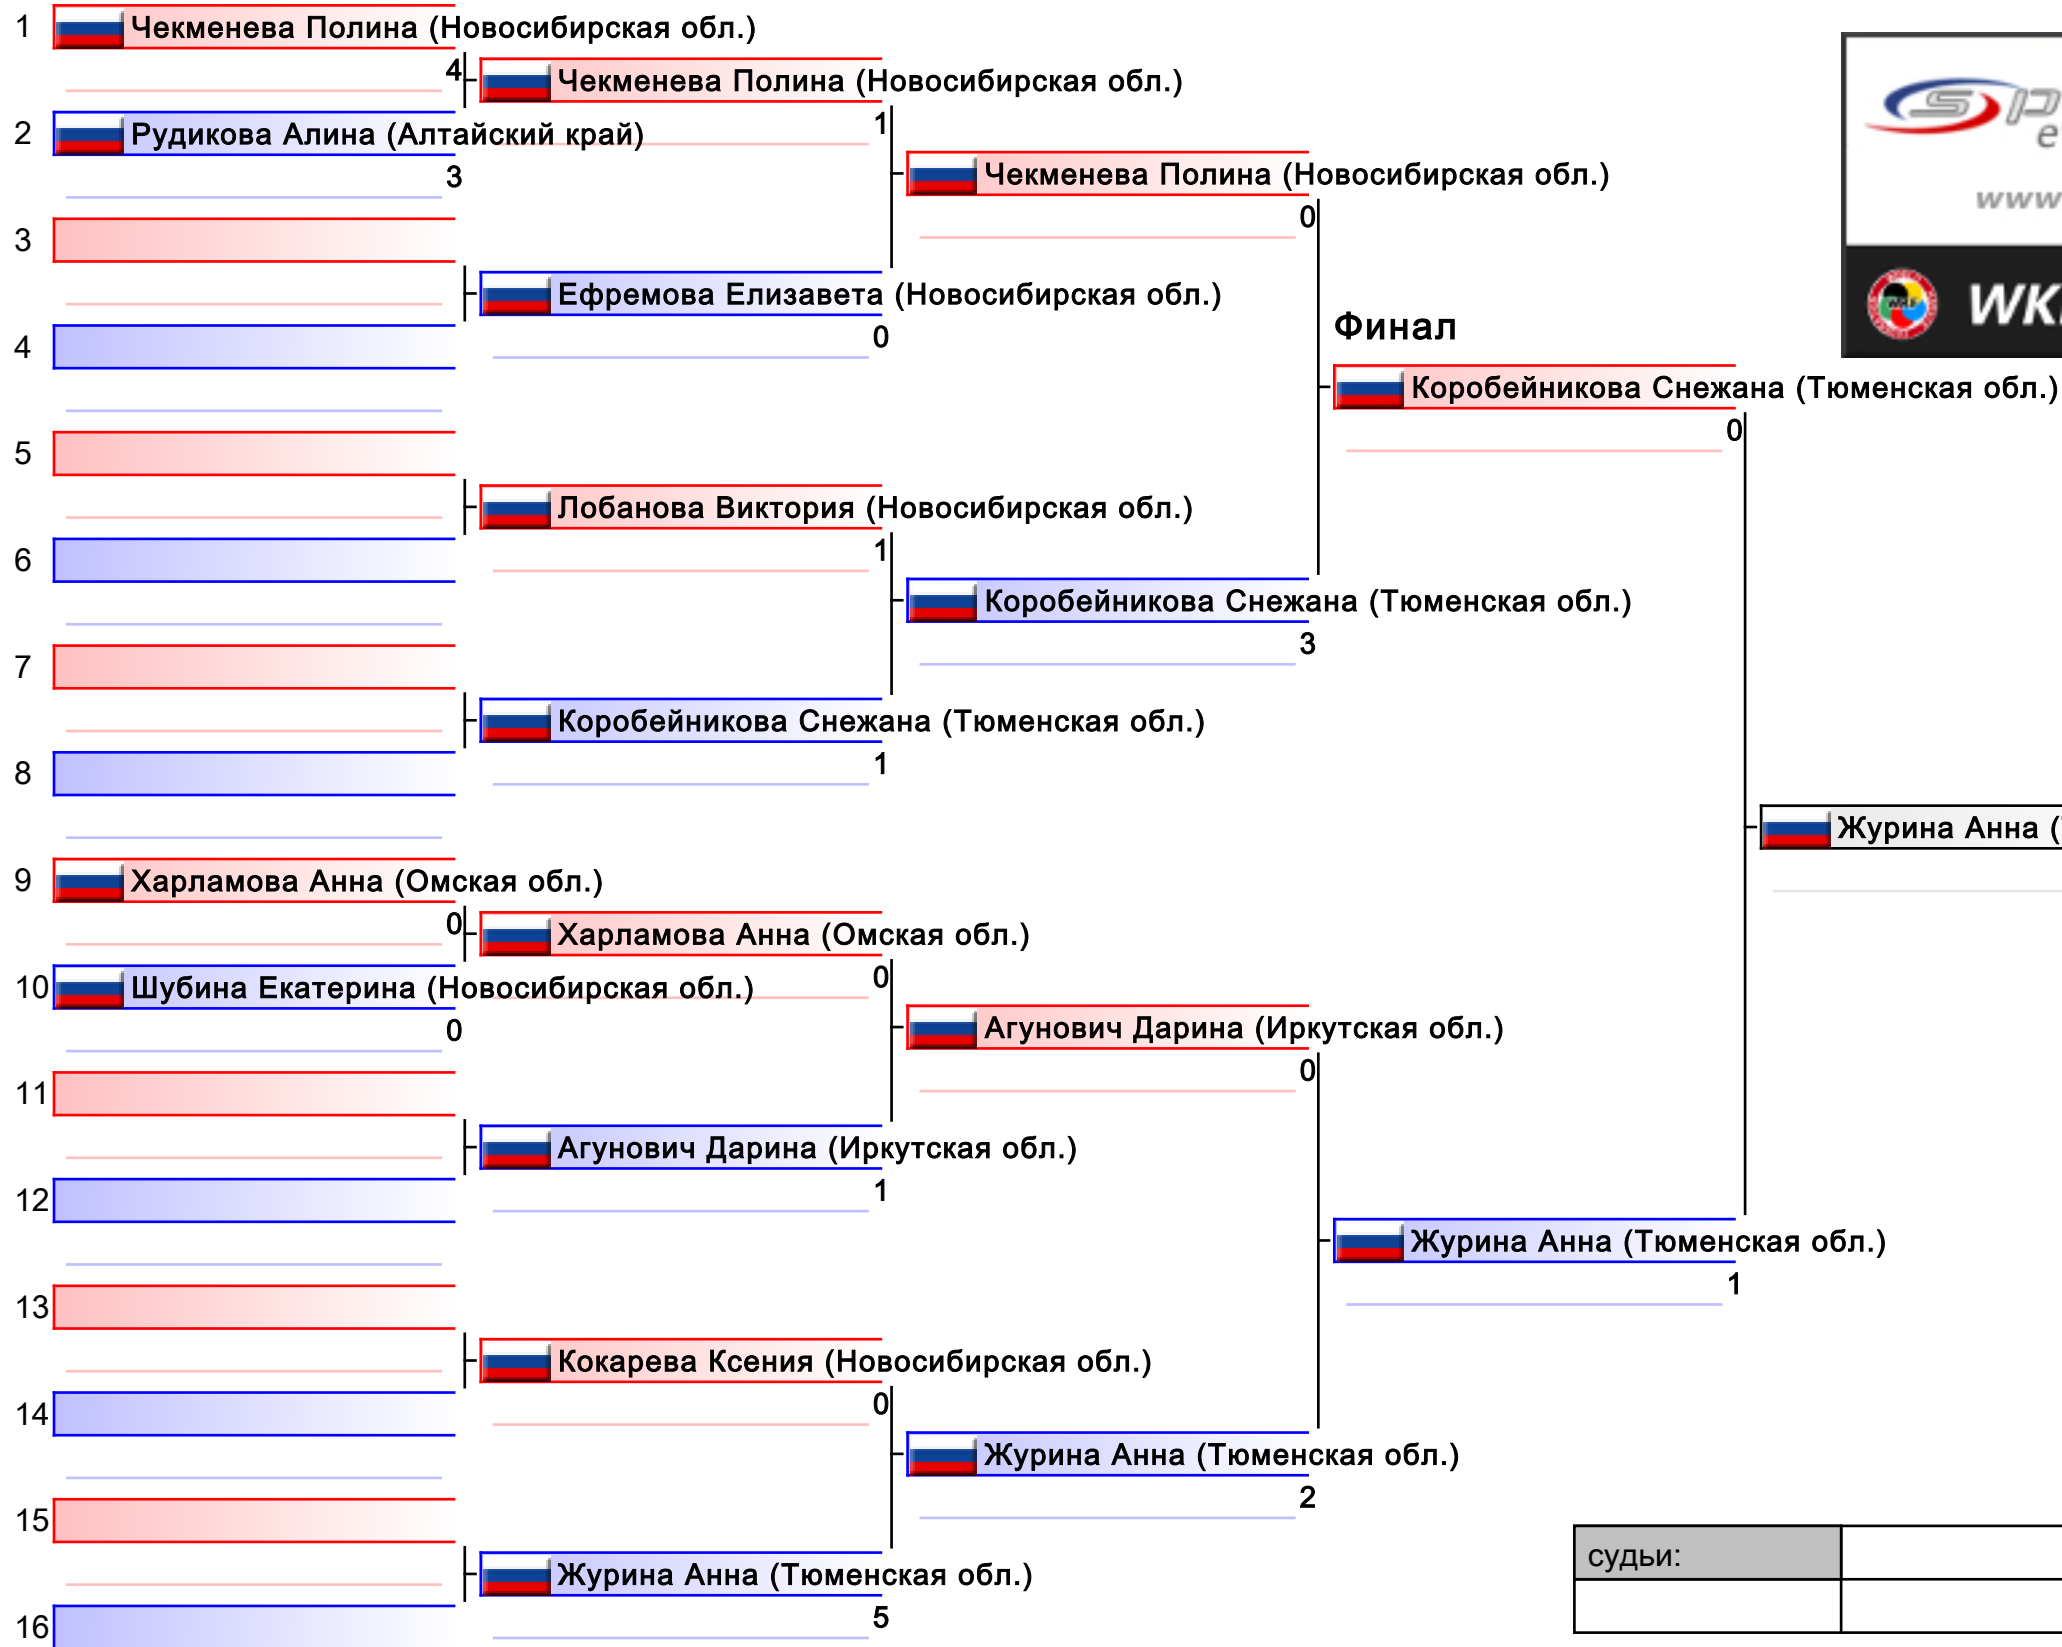 1
Чекменева Полина (Новосибирская обл.)
4
Чекменева Полина (Новосибирская обл.)
2
Рудикова Алина (Алтайский край)
1
3
Чекменева Полина (Новосибирская обл.)
0
3
Ефремова Елизавета (Новосибирская обл.)
0
4
Финал
Коробейникова Снежана (Тюменская обл.)
0
5
Лобанова Виктория (Новосибирская обл.)
1
6
Коробейникова Снежана (Тюменская обл.)
3
7
Коробейникова Снежана (Тюменская обл.)
1
8
Журина Анна (
9
Харламова Анна (Омская обл.)
0
Харламова Анна (Омская обл.)
0
10
Шубина Екатерина (Новосибирская обл.)
0
Агунович Дарина (Иркутская обл.)
0
11
Агунович Дарина (Иркутская обл.)
1
12
Журина Анна (Тюменская обл.)
1
13
Кокарева Ксения (Новосибирская обл.)
0
14
Журина Анна (Тюменская обл.)
2
15
Журина Анна (Тюменская обл.)
5
16
судьи:
www